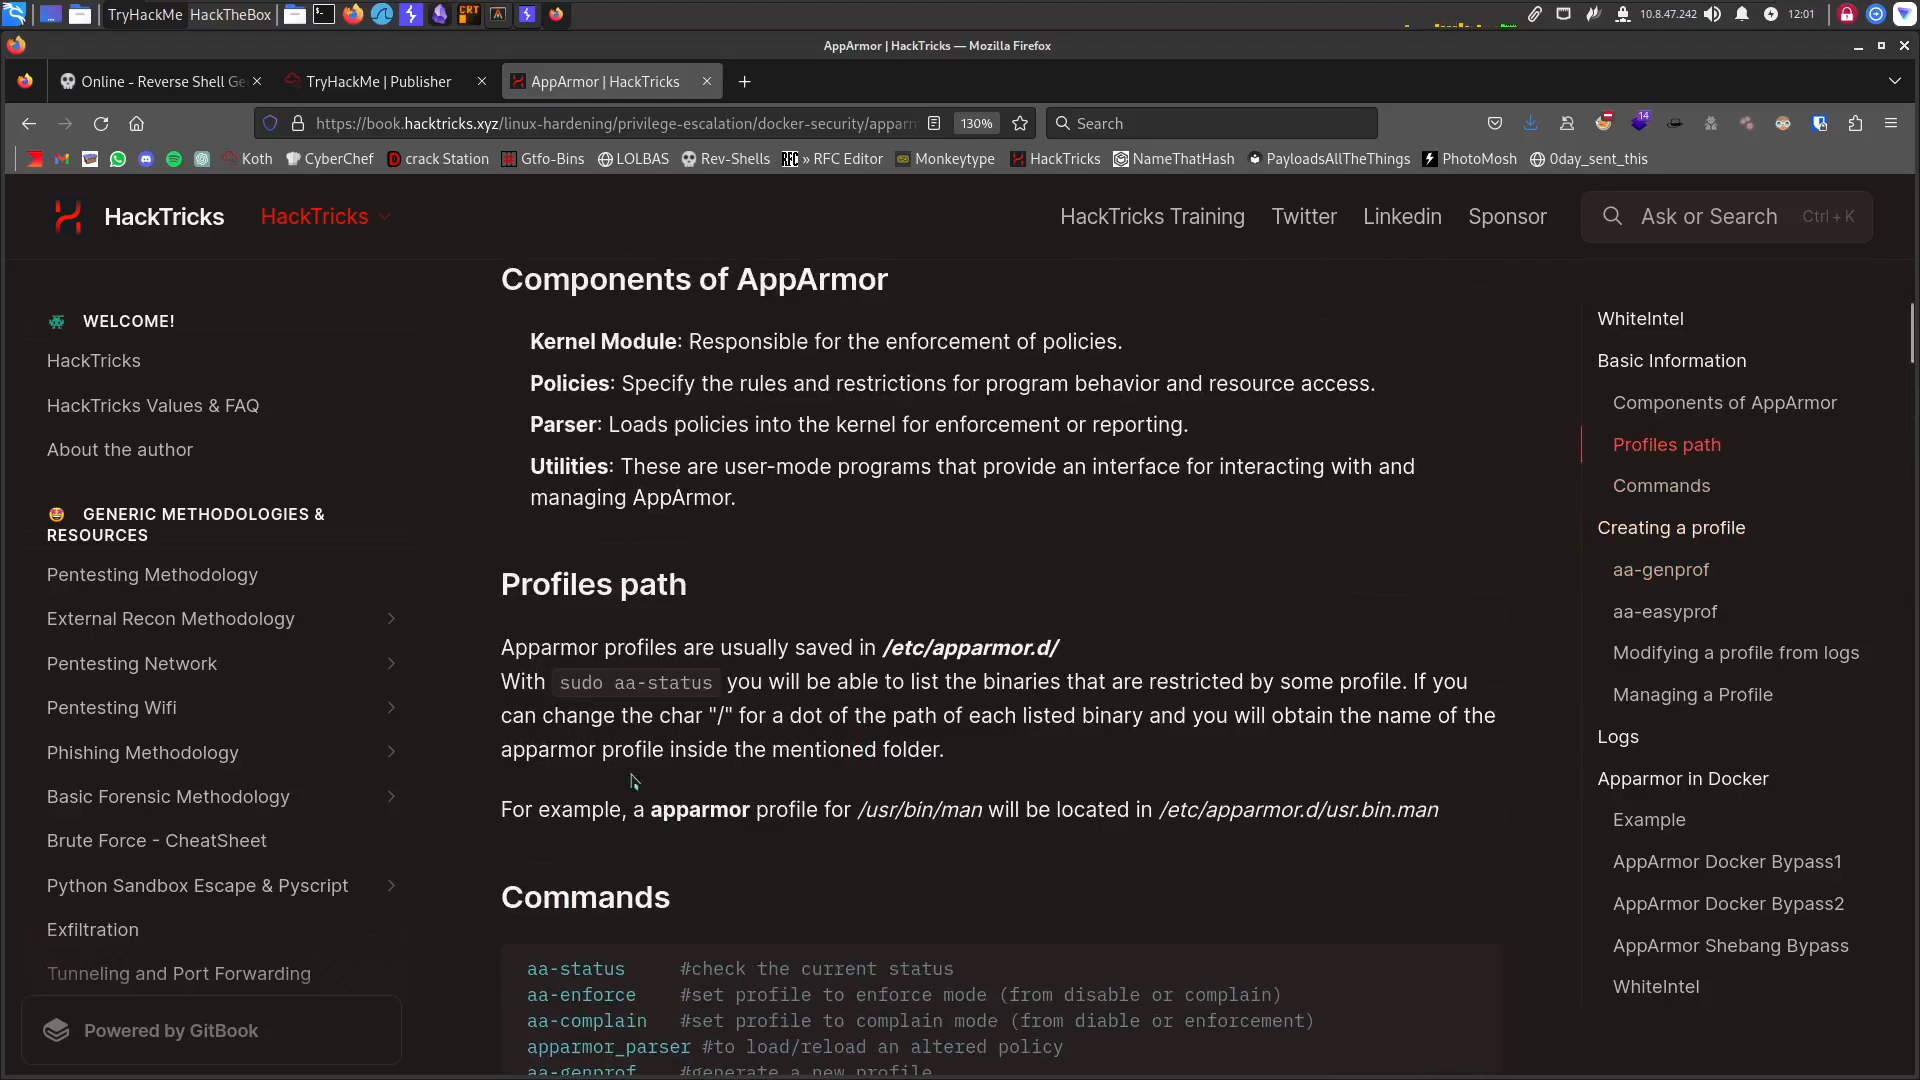 TryHackMe HackTheBox 10.8.47.242 12:01
AppArmor | HackTricks — Mozilla Firefox
Online - Reverse Shell Ge
TryHackMe | Publisher
AppArmor | HackTricks
https://book.hacktricks.xyz/linux-hardening/privilege-escalation/docker-security/apparm
130%
Search
14
Koth CyberChef crack Station Gtfo-Bins LOLBAS Rev-Shells » RFC Editor Monkeytype HackTricks NameThatHash PayloadsAllTheThings PhotoMosh 0day_sent_this
HackTricks
HackTricks
HackTricks Training Twitter Linkedin Sponsor
Ask or Search Ctrl + K
WELCOME!
HackTricks
HackTricks Values & FAQ
About the author
GENERIC METHODOLOGIES &
RESOURCES
Pentesting Methodology
External Recon Methodology
Pentesting Network
Pentesting Wifi
Phishing Methodology
Basic Forensic Methodology
Brute Force - CheatSheet
Python Sandbox Escape & Pyscript
Exfiltration
Tunneling and Port Forwarding
Powered by GitBook
Components of AppArmor
Kernel Module: Responsible for the enforcement of policies.
Policies: Specify the rules and restrictions for program behavior and resource access.
Parser: Loads policies into the kernel for enforcement or reporting.
Utilities: These are user-mode programs that provide an interface for interacting with and
managing AppArmor.
Profiles path
Apparmor profiles are usually saved in /etc/apparmor.d/
With sudo aa-status you will be able to list the binaries that are restricted by some profile. If you
can change the char "/" for a dot of the path of each listed binary and you will obtain the name of the
apparmor profile inside the mentioned folder.
For example, a apparmor profile for /usr/bin/man will be located in /etc/apparmor.d/usr.bin.man
Commands
aa-status #check the current status
aa-enforce #set profile to enforce mode (from disable or complain)
aa-complain #set profile to complain mode (from diable or enforcement)
apparmor_parser #to load/reload an altered policy
aa-genprof #generate a new profile
WhiteIntel
Basic Information
Components of AppArmor
Profiles path
Commands
Creating a profile
aa-genprof
aa-easyprof
Modifying a profile from logs
Managing a Profile
Logs
Apparmor in Docker
Example
AppArmor Docker Bypass1
AppArmor Docker Bypass2
AppArmor Shebang Bypass
WhiteIntel